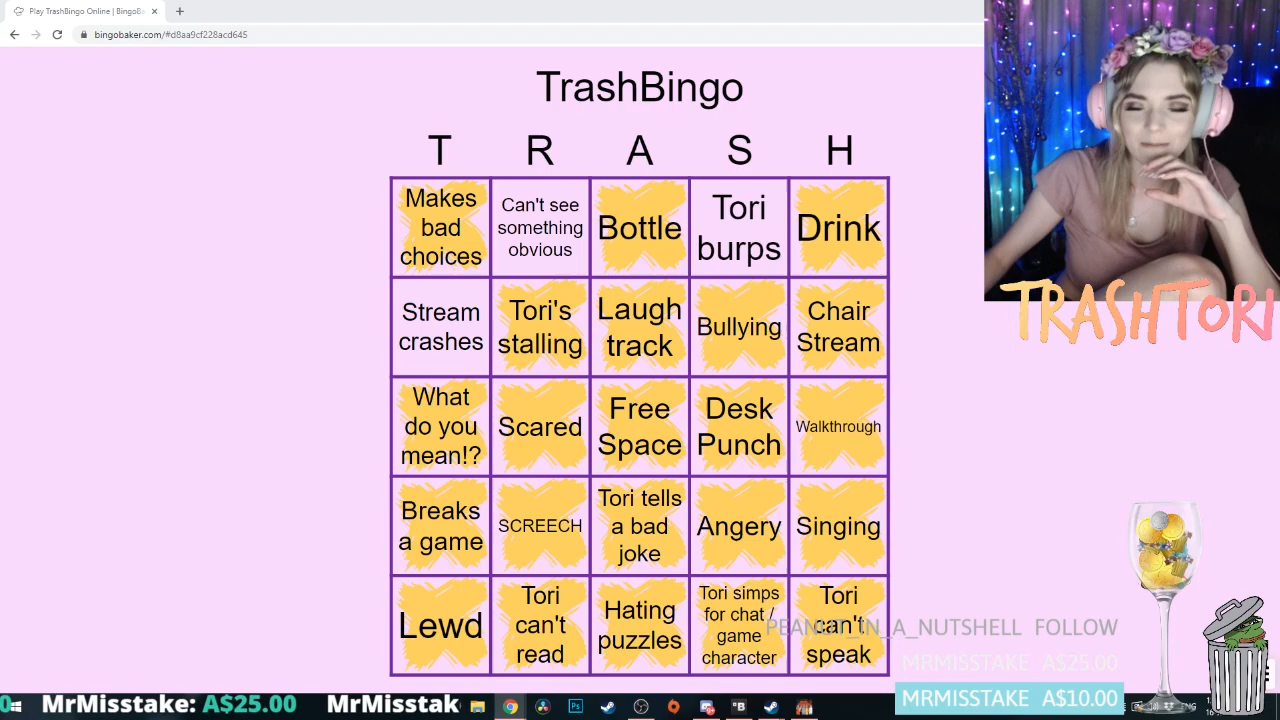 Play TrashBingo Online | BingoBa
bingobaker.com/#d8aa9cf228acd645
TrashBingo
T R A S H
Makes
bad
choices
Can't see
something
obvious
Bottle
Tori
burps
Drink
Stream
crashes
Tori's
stalling
Laugh
track
Bullying
Chair
Stream
What
do you
mean!?
Scared
Free
Space
Desk
Punch
Walkthrough
Breaks
a game
SCREECH
Tori tells
a bad
joke
Angery
Singing
Lewd
Tori
can't
read
Hating
puzzles
Tori simps
for chat /
game
character
Tori
can't
speak
TRASHTORI
PEANUT_IN_A_NUTSHELL FOLLOW
MRMISSTAKE A$25.00
MRMISSTAKE A$10.00
0 MrMisstake: A$25.00 MrMisstak
ENG